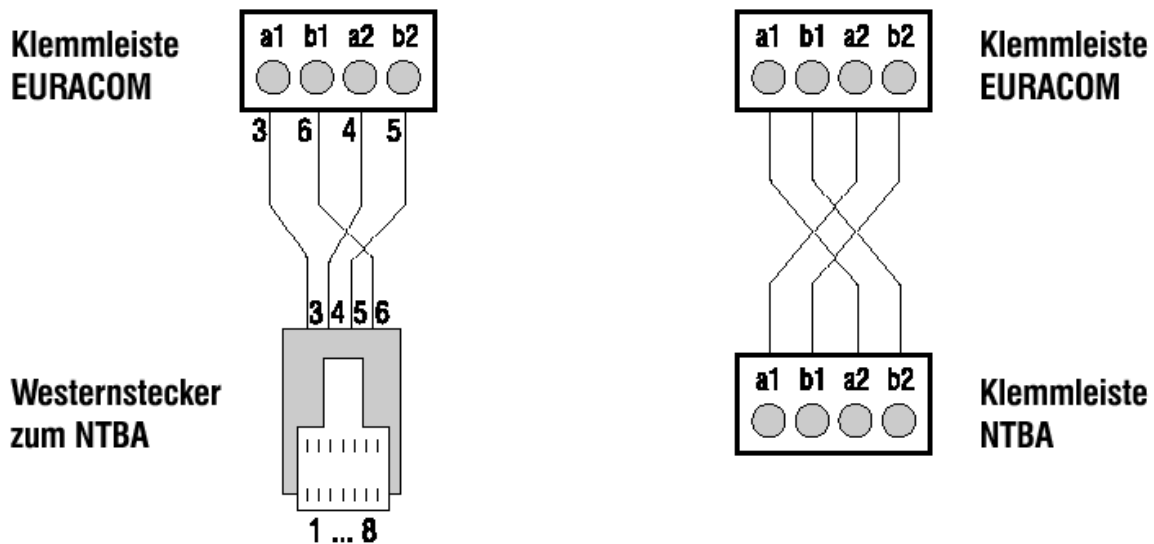 Klemmleiste
EURACOM
a1 b1 a2 b2
3 6 4 5
3 4 5 6
Westernstecker
zum NTBA
1 ... 8
a1 b1 a2 b2
Klemmleiste
EURACOM
a1 b1 a2 b2
Klemmleiste
NTBA